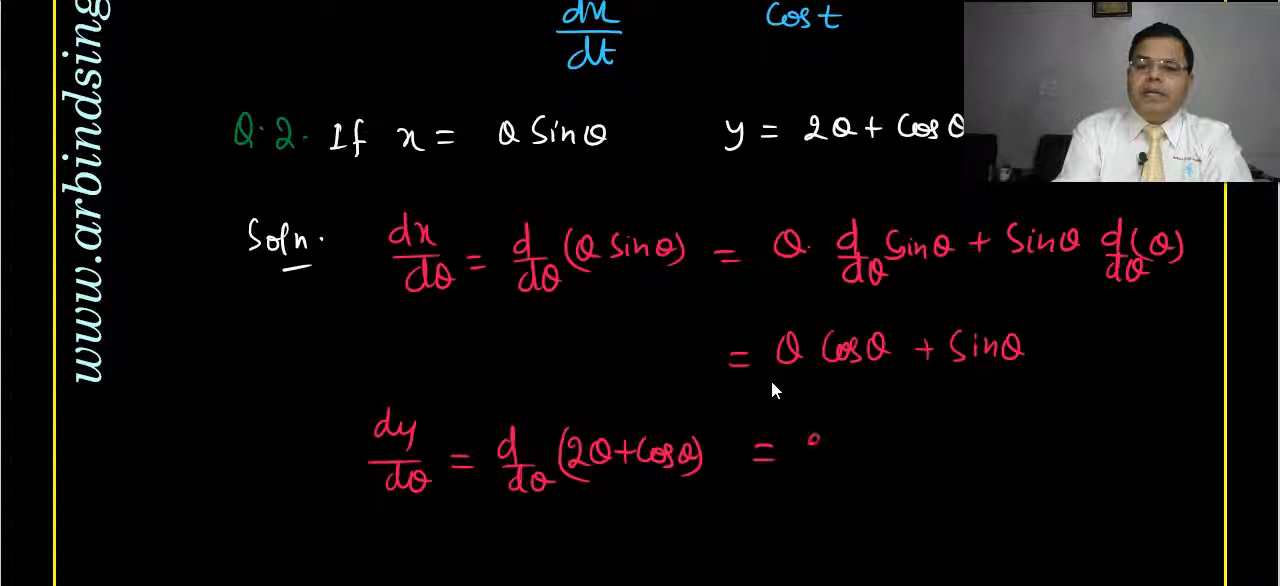 www.arbindsing
dx/dt cos t
Q.2. If x = θ Sinθ y = 2θ + Cosθ
Soln. dx/dθ = d/dθ (θ Sinθ) = θ. d/dθ Sinθ + Sinθ d/dθ (θ)
= θ Cosθ + Sinθ
dy/dθ = d/dθ (2θ+Cosθ) =